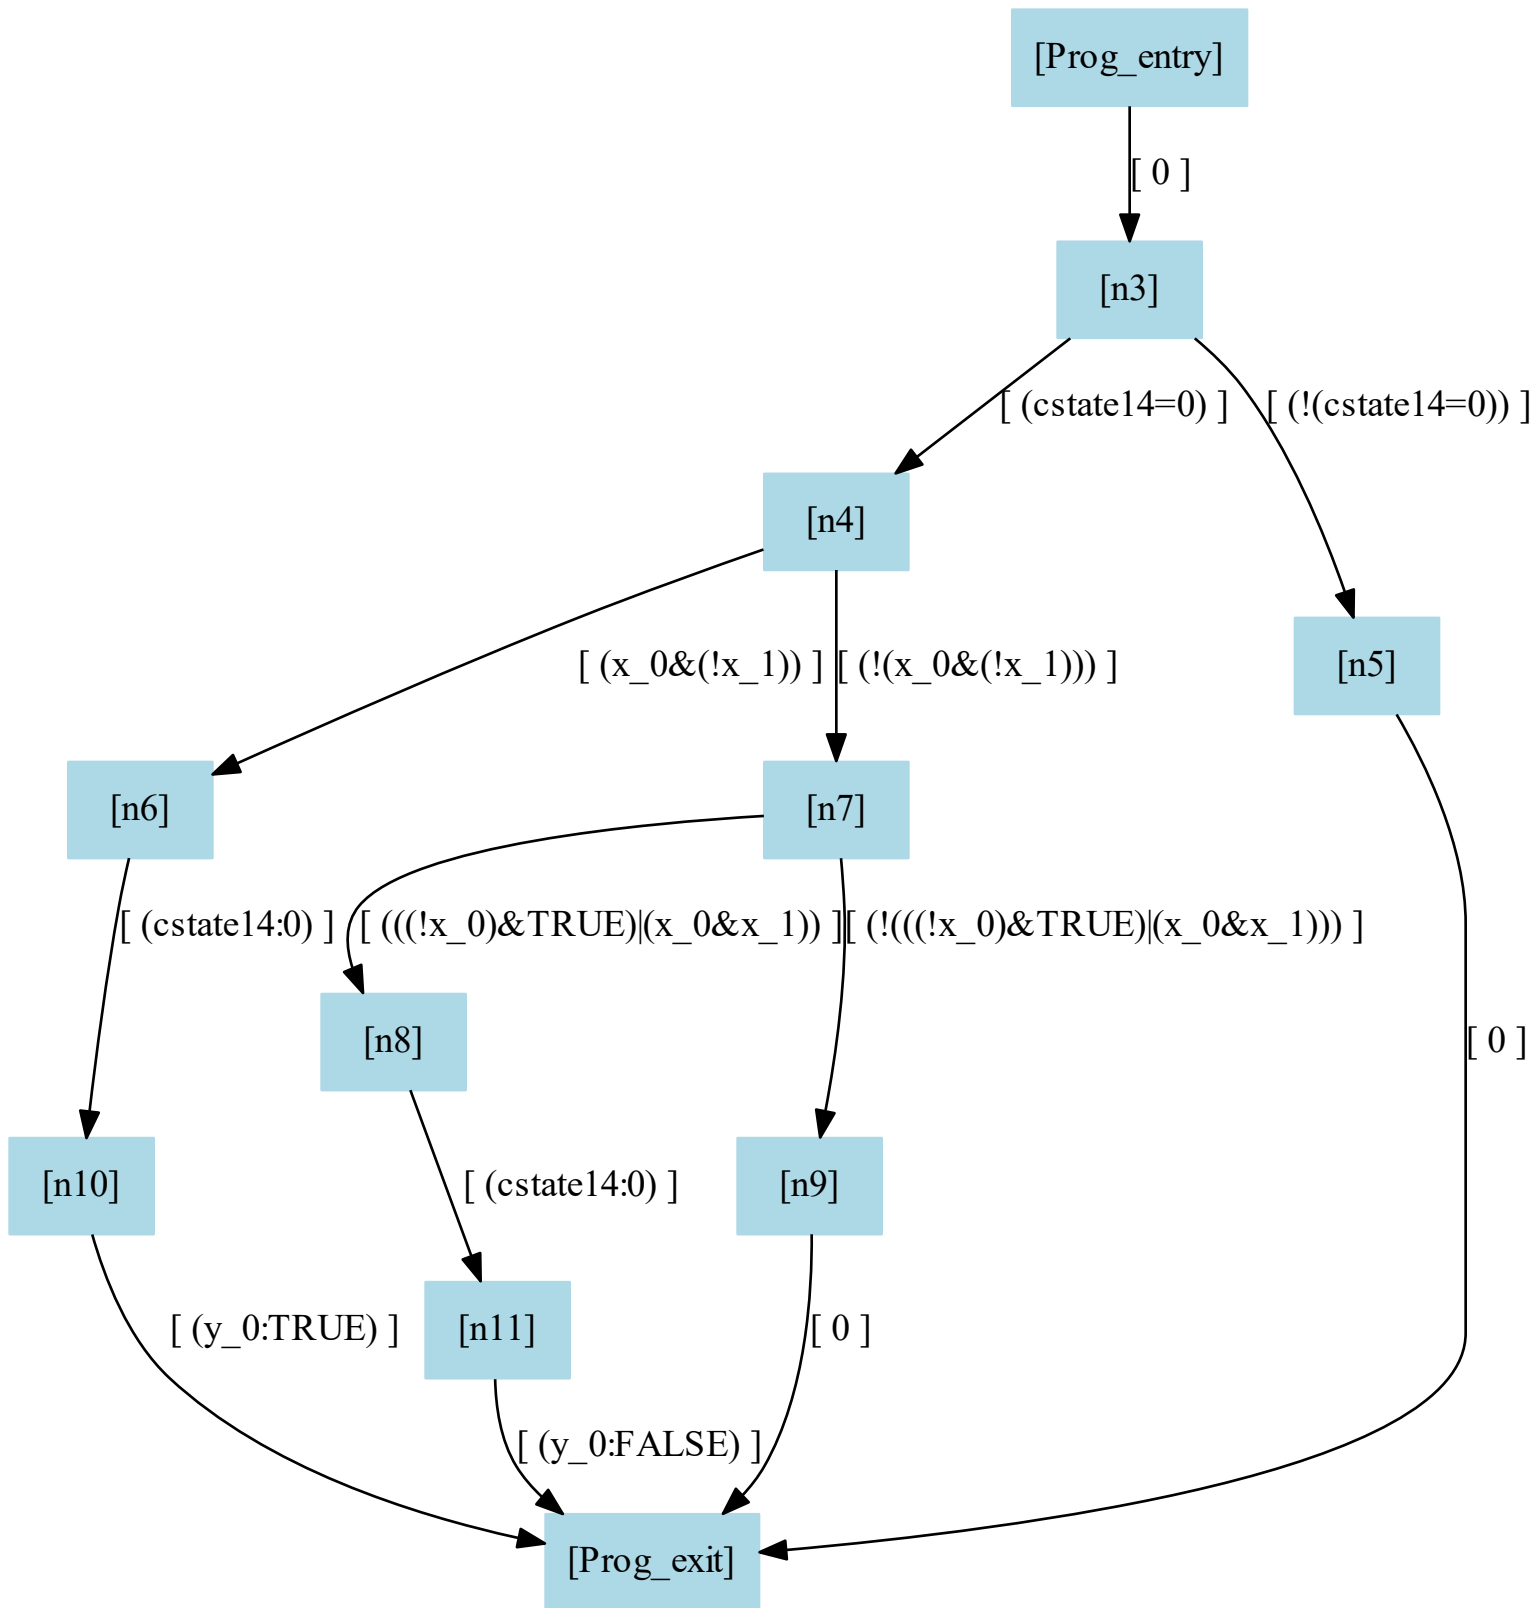 [Prog_entry]
[ 0 ]
[n3]
[ (cstate14=0) ]
[ (!(cstate14=0)) ]
[n4]
[ (x_0&(!x_1)) ]
[ (!(x_0&(!x_1))) ]
[n5]
[n6]
[n7]
[ (cstate14:0) ]
[ (((!x_0)&TRUE)|(x_0&x_1)) ]
[ (!(((!x_0)&TRUE)|(x_0&x_1))) ]
[n8]
[ 0 ]
[n10]
[ (cstate14:0) ]
[n9]
[ (y_0:TRUE) ]
[n11]
[ 0 ]
[ (y_0:FALSE) ]
[Prog_exit]